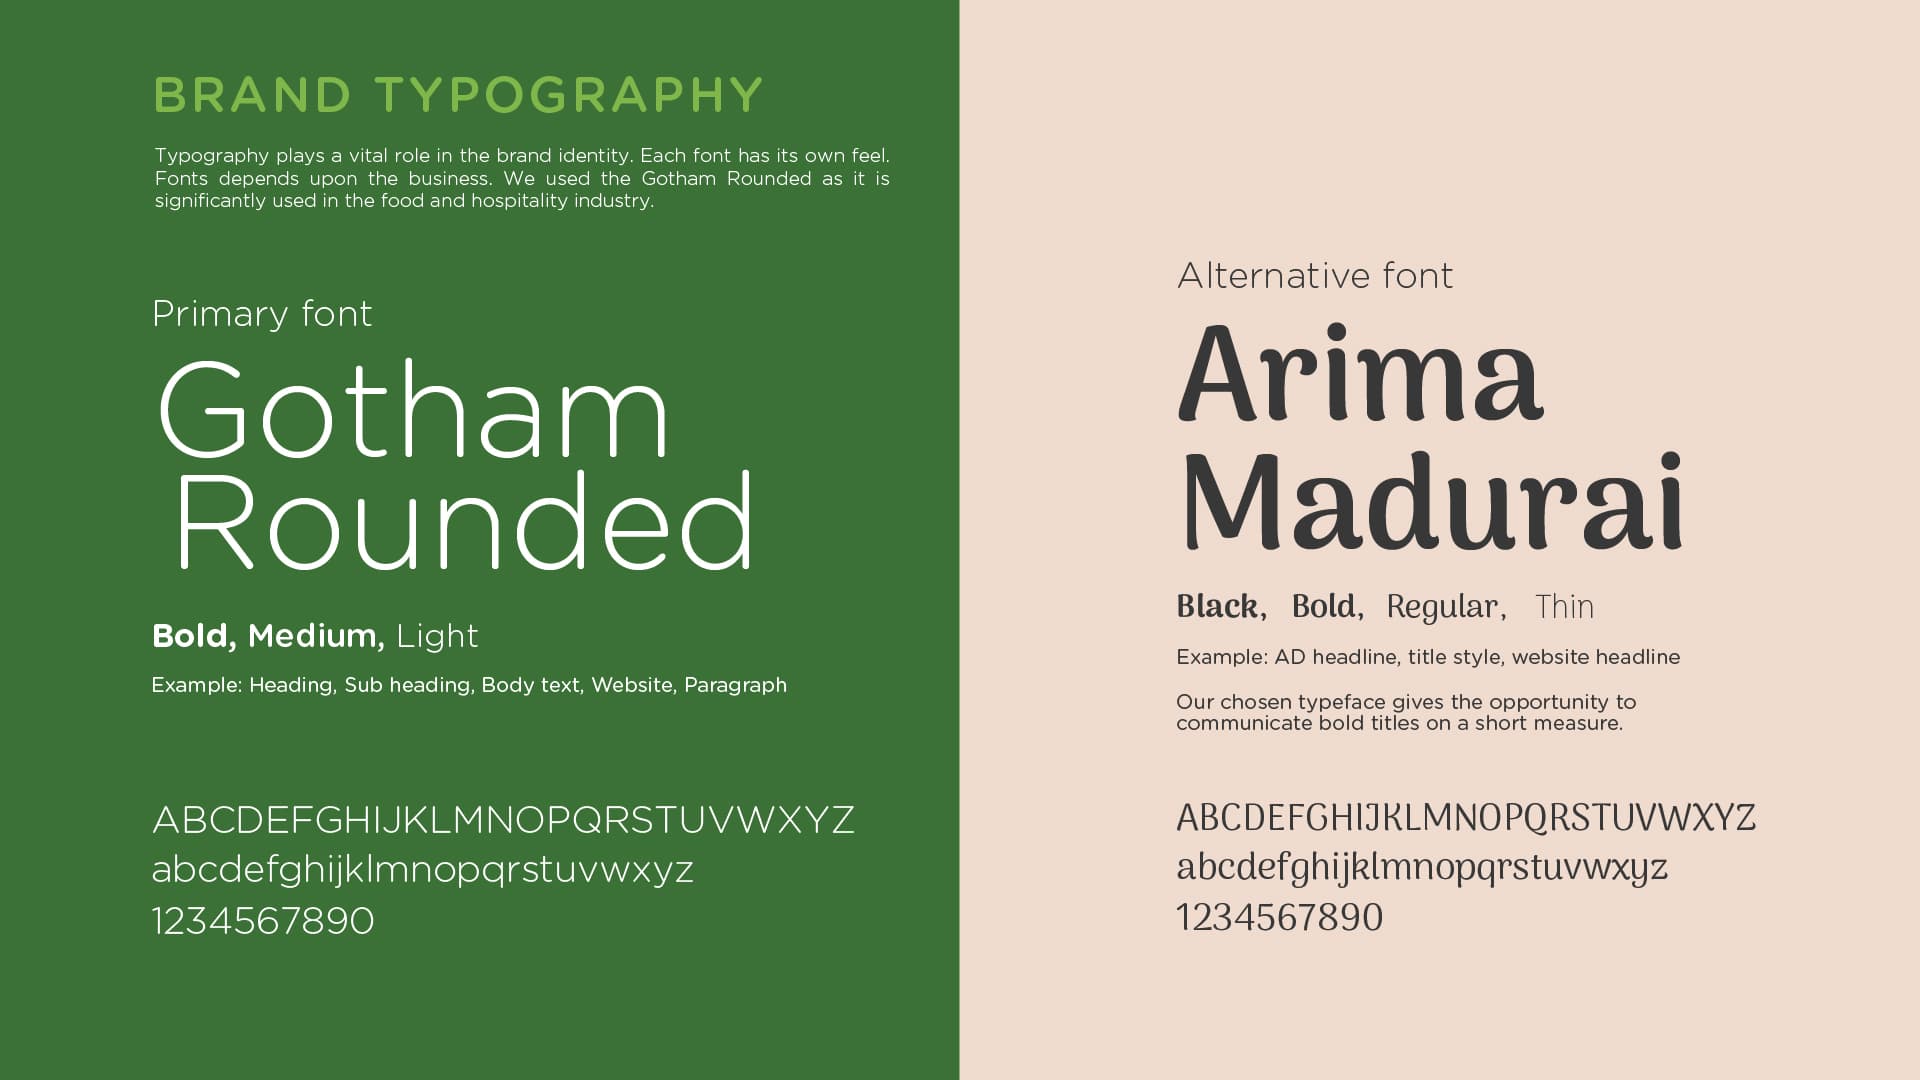 BRAND TYPOGRAPHY
Typography plays a vital role in the brand identity. Each font has its own feel.
Fonts depends upon the business. We used the Gotham Rounded as it is
significantly used in the food and hospitality industry.
Primary font
Gotham
Rounded
Bold, Medium, Light
Example: Heading, Sub heading, Body text, Website, Paragraph
ABCDEFGHIJKLMNOPQRSTUVWXYZ
abcdefghijklmnopqrstuvwxyz
1234567890
Alternative font
Arima
Madurai
Black, Bold, Regular, Thin
Example: AD headline, title style, website headline
Our chosen typeface gives the opportunity to
communicate bold titles on a short measure.
ABCDEFGHIJKLMNOPQRSTUVWXYZ
abcdefghijklmnopqrstuvwxyz
1234567890